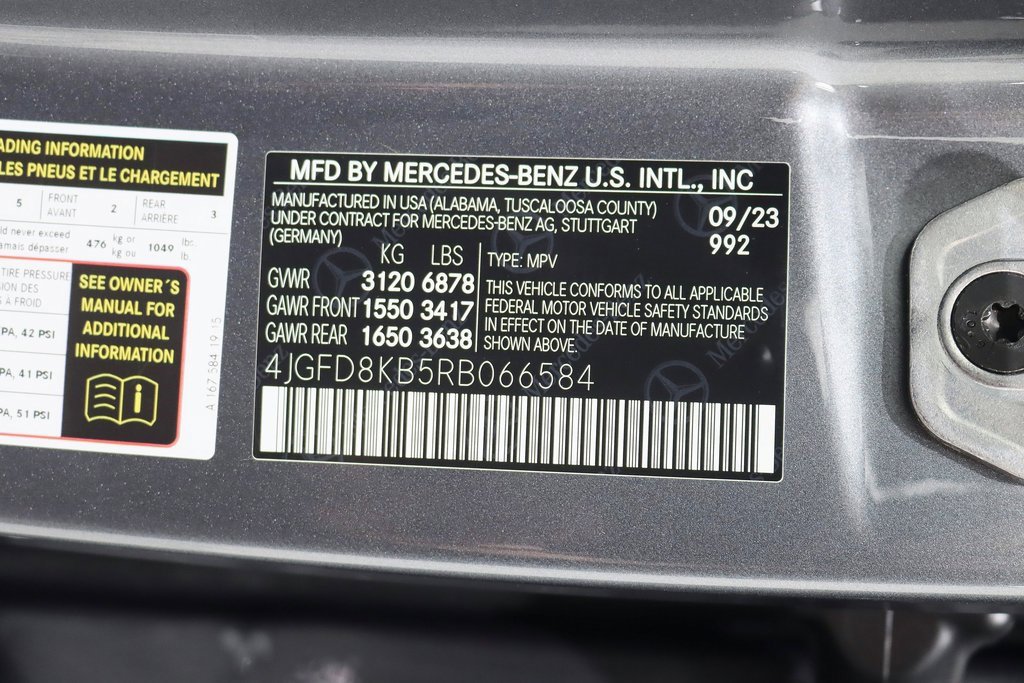 ADING INFORMATION
LES PNEUS ET LE CHARGEMENT
5 FRONT AVANT 2 REAR ARRIÈRE 3
ld never exceed
amais dépasser 476 kg or kg ou 1049 lbs. lb.
TIRE PRESSURE
SION DES
S À FROID
PA, 42 PSI
PA, 41 PSI
PA, 51 PSI
SEE OWNER´S
MANUAL FOR
ADDITIONAL
INFORMATION
A 167 584 19 15
MFD BY MERCEDES-BENZ U.S. INTL., INC
MANUFACTURED IN USA (ALABAMA, TUSCALOOSA COUNTY)
UNDER CONTRACT FOR MERCEDES-BENZ AG, STUTTGART
(GERMANY)
09/23
992
KG LBS
GVWR 3120 6878
GAWR FRONT 1550 3417
GAWR REAR 1650 3638
TYPE: MPV
THIS VEHICLE CONFORMS TO ALL APPLICABLE
FEDERAL MOTOR VEHICLE SAFETY STANDARDS
IN EFFECT ON THE DATE OF MANUFACTURE
SHOWN ABOVE.
4JGFD8KB5RB066584